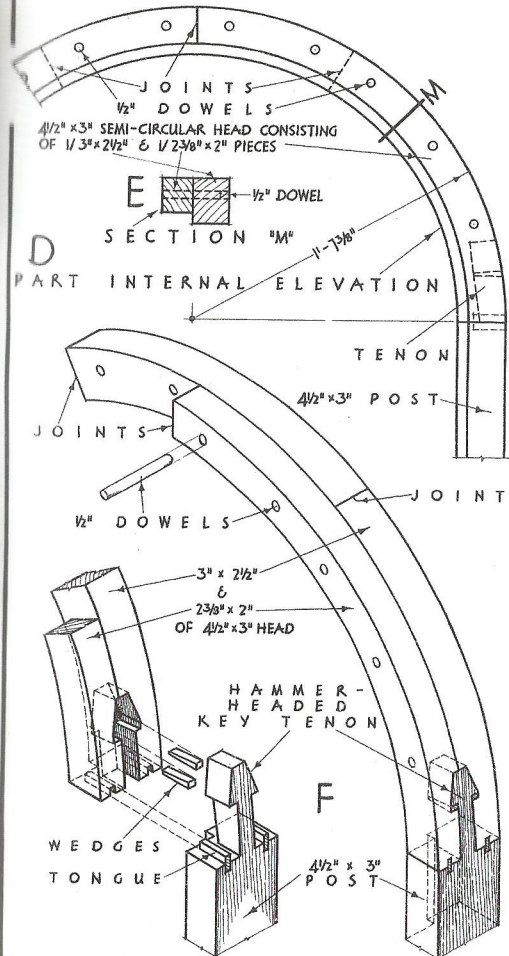 JOINTS
1/2" DOWELS
4 1/2" x 3" SEMI-CIRCULAR HEAD CONSISTING
OF 1/ 3" x 2 1/2" & 1/ 2 3/8" x 2" PIECES
M
E
1/2" DOWEL
SECTION "M"
D
1'-7 3/8"
PART INTERNAL ELEVATION
TENON
4 1/2" x 3" POST
JOINTS
JOINT
1/2" DOWELS
3" x 2 1/2"
&
2 3/8" x 2"
OF 4 1/2" x 3" HEAD
HAMMER-
HEADED
KEY TENON
F
WEDGES
TONGUE
4 1/2" x 3"
POST